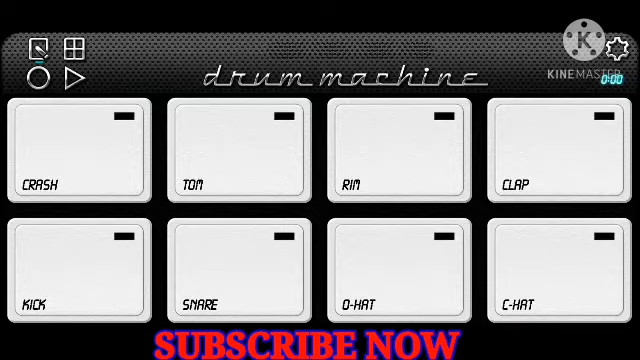 K
KINEMASTER
drum machine
0:00
CRASH TOM RIM CLAP
KICK SNARE O-HAT C-HAT
SUBSCRIBE NOW